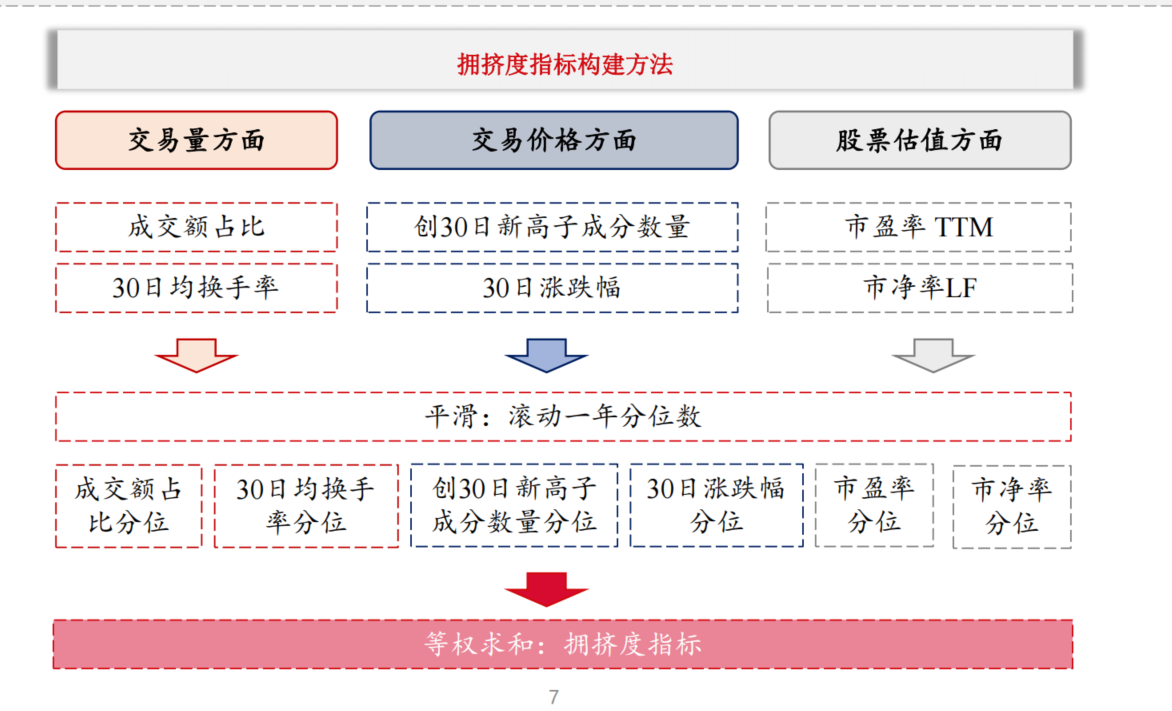 拥挤度指标构建方法
交易量方面
交易价格方面
股票估值方面
成交额占比
创30日新高子成分数量
市盈率 TTM
30日均换手率
30日涨跌幅
市净率LF
平滑：滚动一年分位数
成交额占
比分位
30日均换手
率分位
创30日新高子
成分数量分位
30日涨跌幅
分位
市盈率
分位
市净率
分位
等权求和：拥挤度指标
7